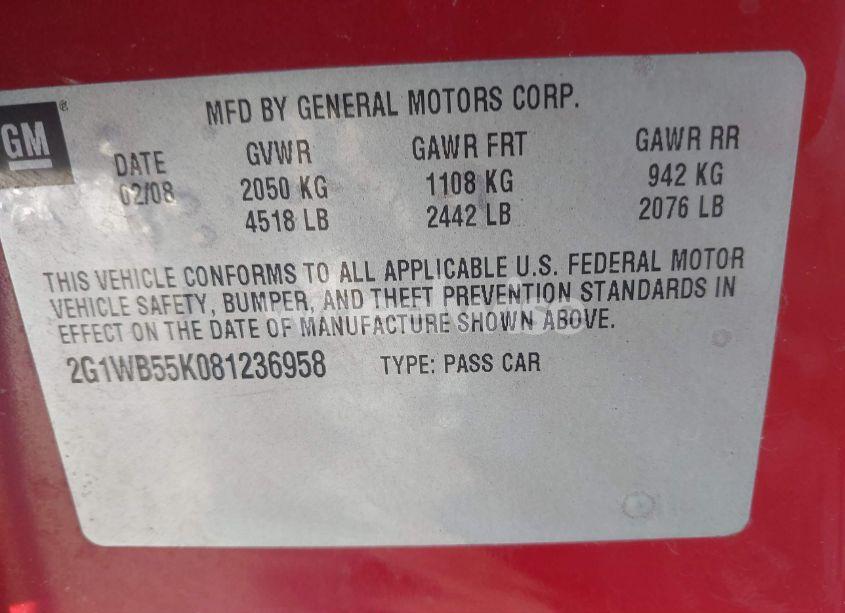 GM ®
MFD BY GENERAL MOTORS CORP.
DATE GVWR GAWR FRT GAWR RR
02/08 2050 KG 1108 KG 942 KG
4518 LB 2442 LB 2076 LB
THIS VEHICLE CONFORMS TO ALL APPLICABLE U.S. FEDERAL MOTOR
VEHICLE SAFETY, BUMPER, AND THEFT PREVENTION STANDARDS IN
EFFECT ON THE DATE OF MANUFACTURE SHOWN ABOVE.
2G1WB55K081236958 TYPE: PASS CAR